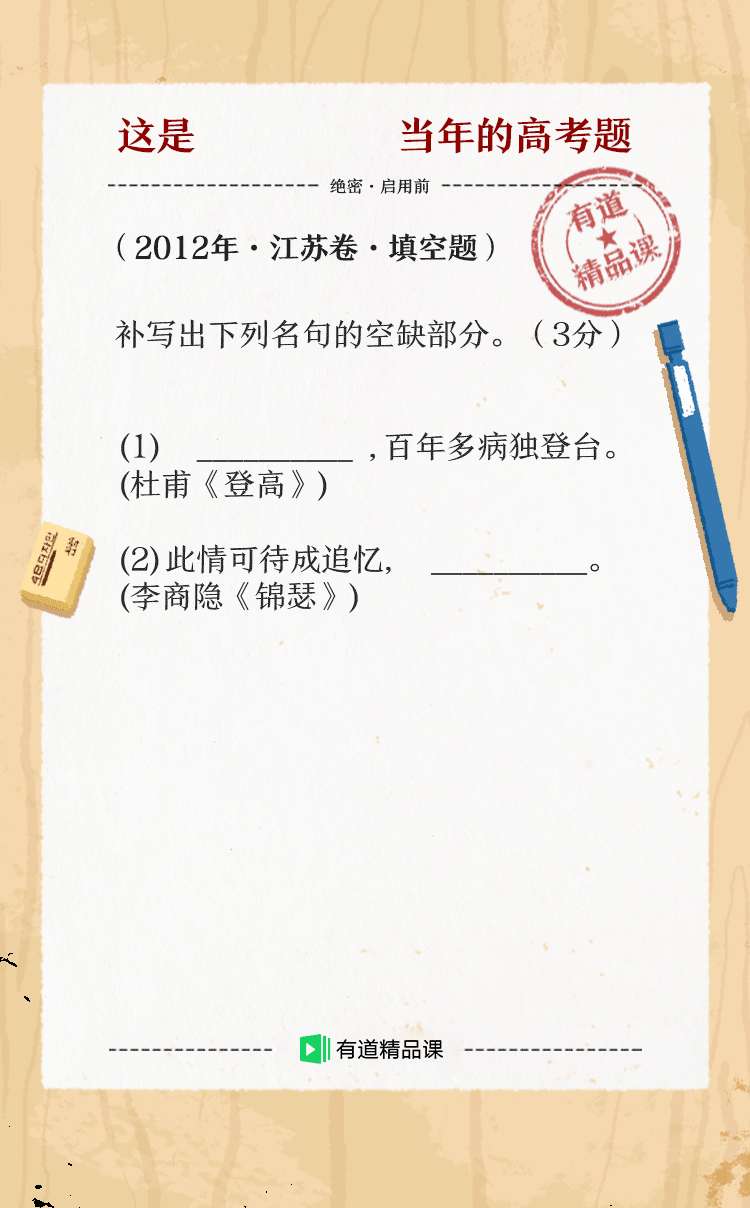 这是 当年的高考题
绝密·启用前
有道
精品课
（2012年·江苏卷·填空题）
补写出下列名句的空缺部分。（3分）
(1) __________ ,百年多病独登台。
(杜甫《登高》)
(2)此情可待成追忆, __________。
(李商隐《锦瑟》)
有道精品课